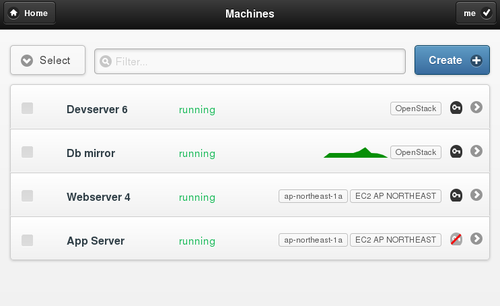 Home Machines me
Select Filter... Create
Devserver 6 running OpenStack
Db mirror running OpenStack
Webserver 4 running ap-northeast-1a EC2 AP NORTHEAST
App Server running ap-northeast-1a EC2 AP NORTHEAST